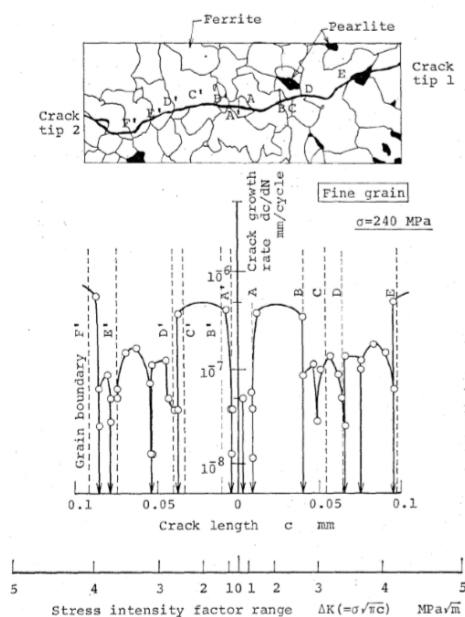 Ferrite
Pearlite
Crack
tip 1
Crack
tip 2
F' E' D' C' B' A' A B C D E
Fine grain
σ=240 MPa
Crack growth
rate dc/dN
mm/cycle
10⁻⁶
10⁻⁷
10⁻⁸
Grain boundary
F' E' D' C' B' A' A B C D E
0.1 0.05 0 0.05 0.1
Crack length c mm
5 4 3 2 1 0 1 2 3 4 5
Stress intensity factor range ΔK(=σ√πc) MPa√m